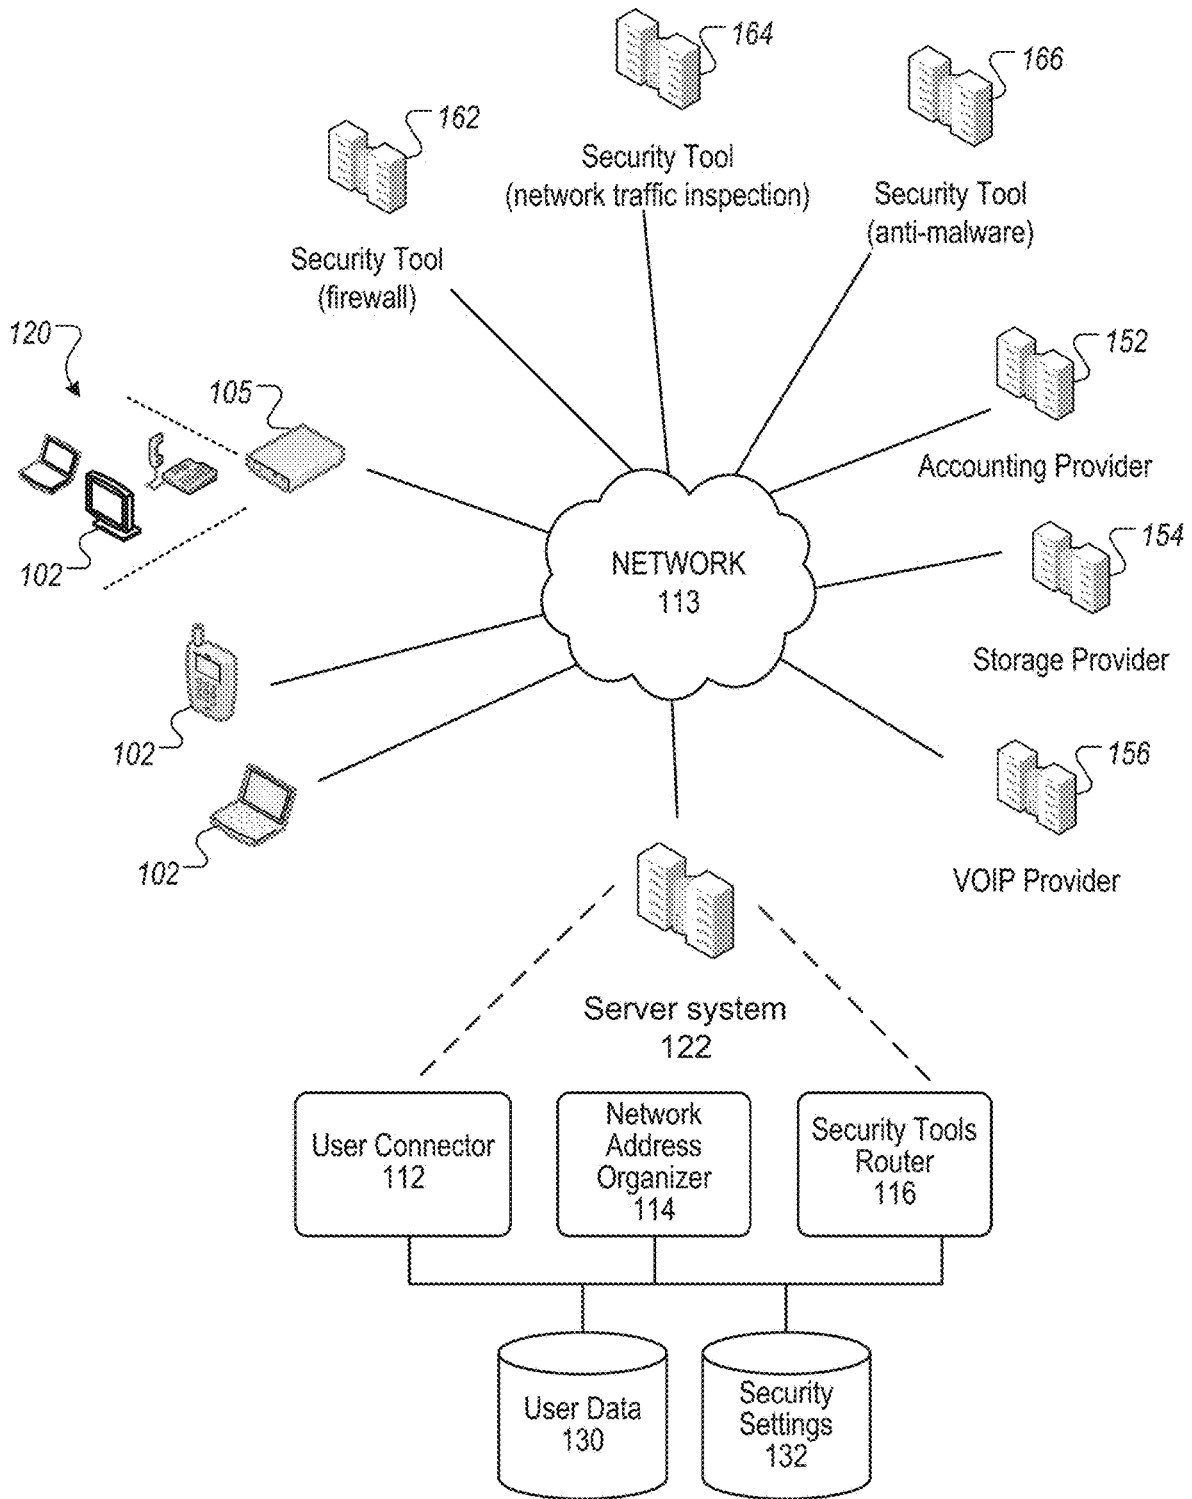 164
166
162
Security Tool
(network traffic inspection)
Security Tool
(anti-malware)
Security Tool
(firewall)
120
105
152
Accounting Provider
102
NETWORK
113
154
Storage Provider
102
156
102
VOIP Provider
Server system
122
User Connector
112
Network
Address
Organizer
114
Security Tools
Router
116
User Data
130
Security
Settings
132